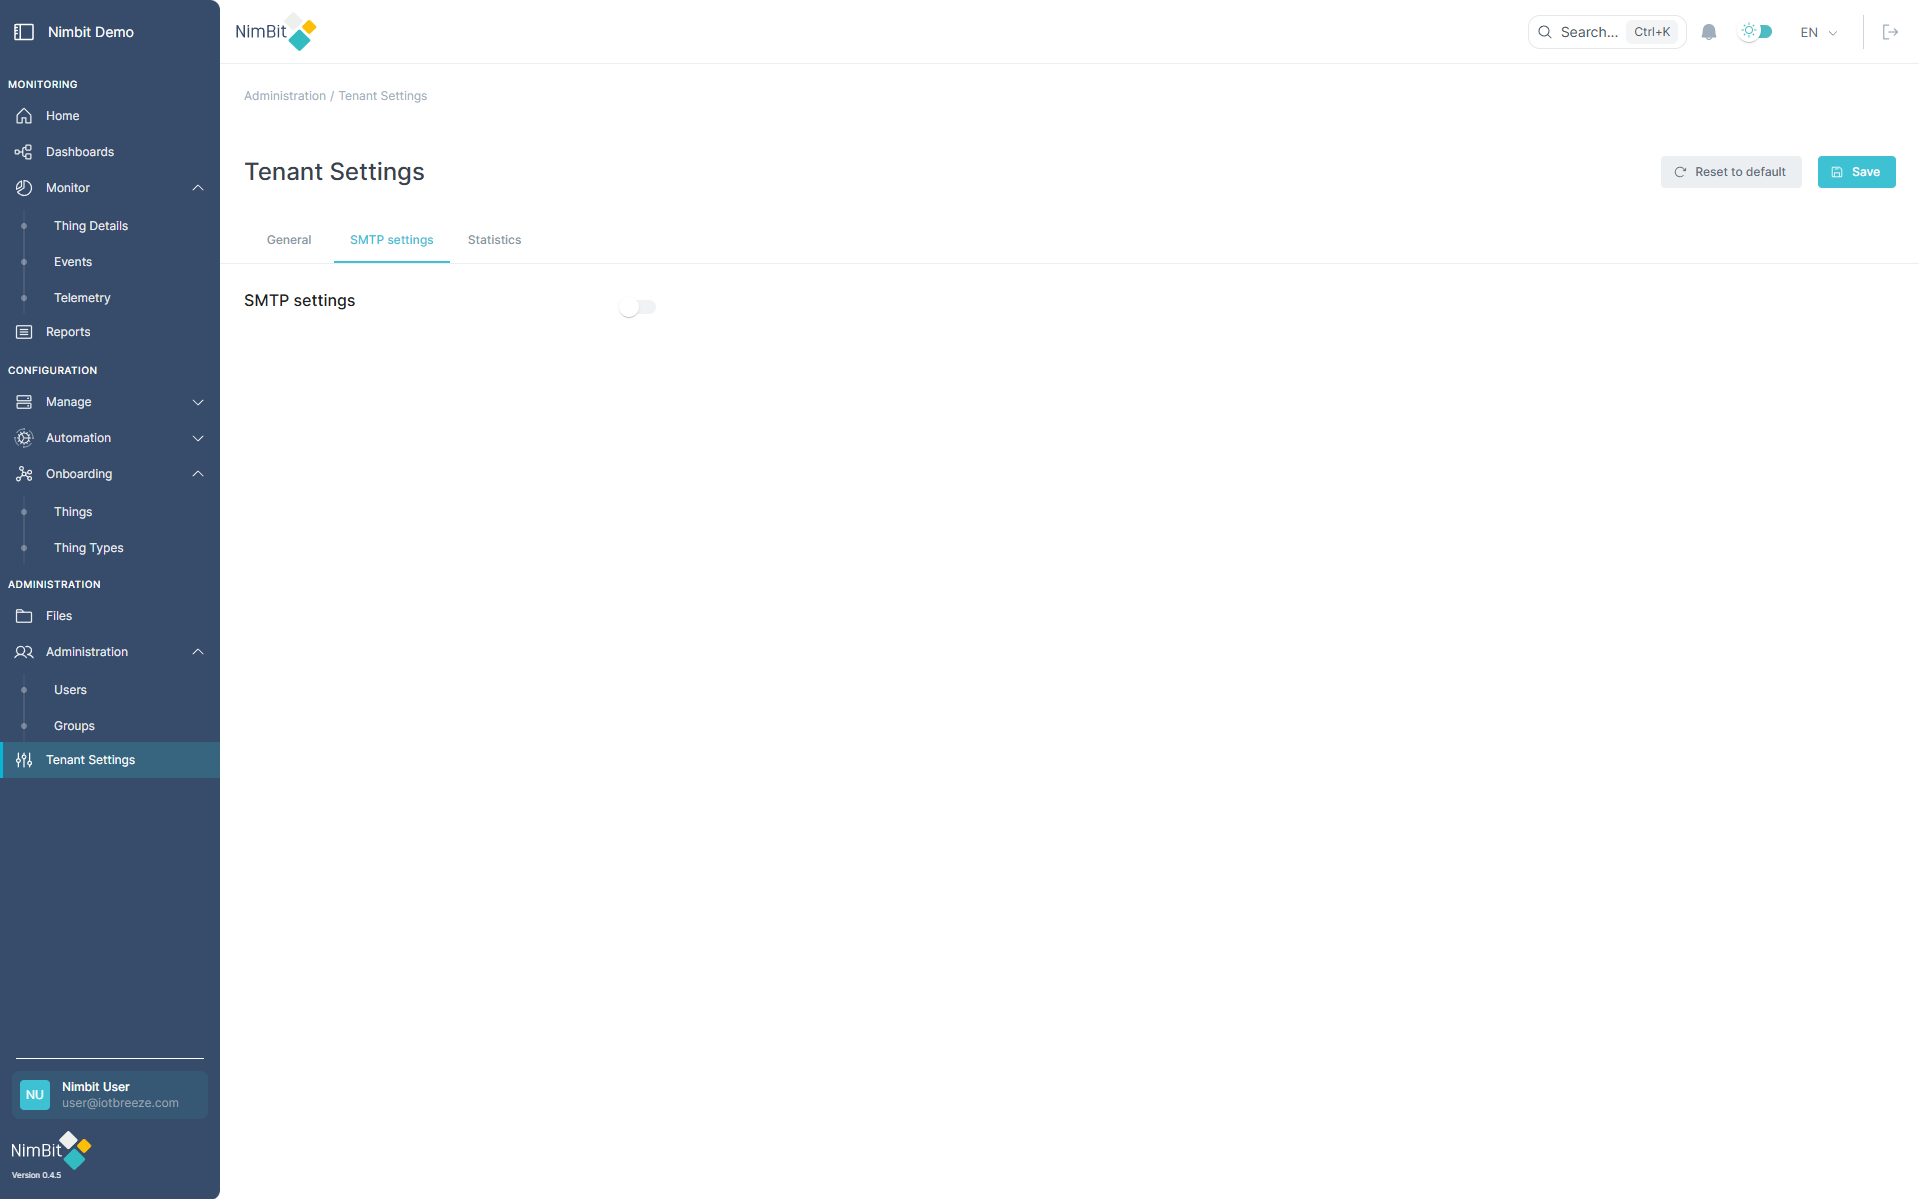 Nimbit Demo
MONITORING
Home
Dashboards
Monitor
Thing Details
Events
Telemetry
Reports
CONFIGURATION
Manage
Automation
Onboarding
Things
Thing Types
ADMINISTRATION
Files
Administration
Users
Groups
Tenant Settings
NU
Nimbit User
user@iotbreeze.com
NimBit
Version 0.4.5
NimBit
Search... Ctrl+K
EN
Administration / Tenant Settings
Tenant Settings
Reset to default
Save
General
SMTP settings
Statistics
SMTP settings